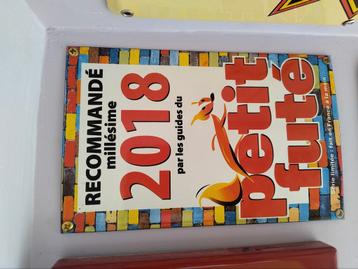 RECOMMANDÉ
millésime
2018
par les guides du
petit
futé